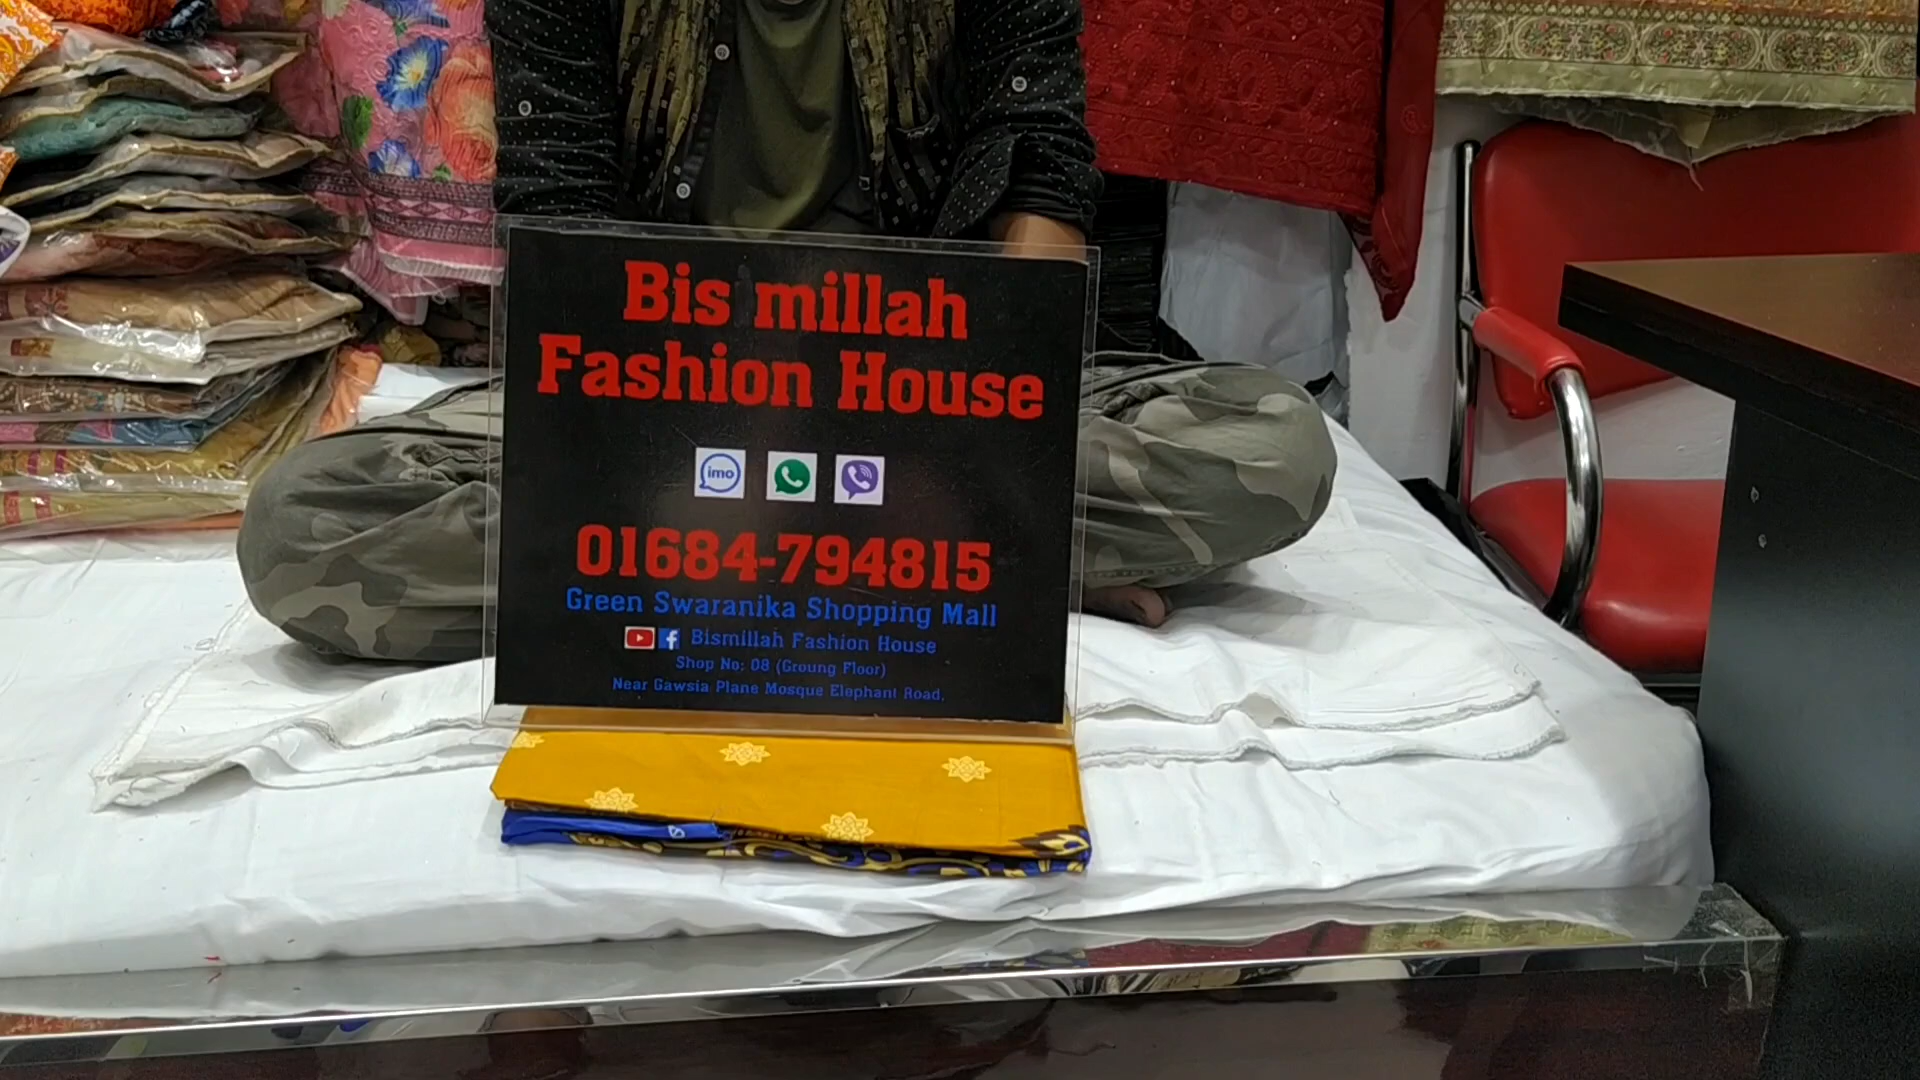 Bis millah
Fashion House
imo
01684-794815
Green Swaranika Shopping Mall
Bismillah Fashion House
Shop No: 08 (Groung Floor)
Near Gawsia Plane Mosque Elephant Road.